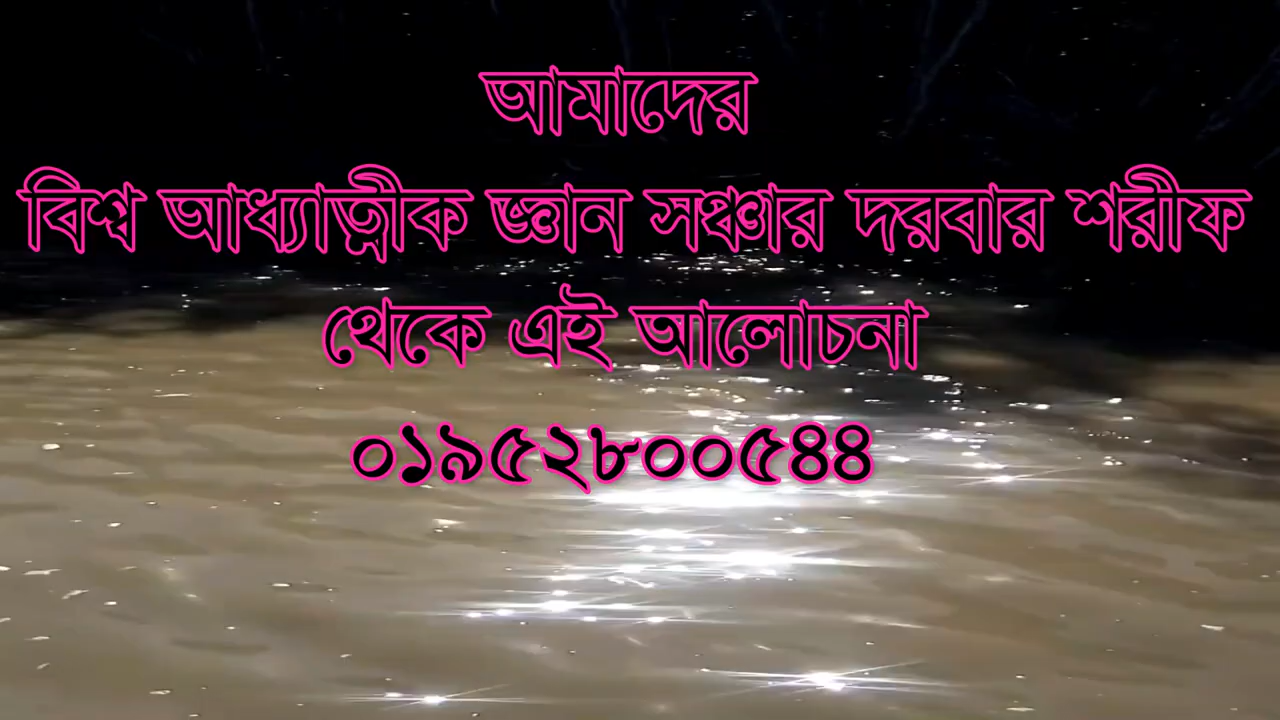 আমাদের
বিশ্ব আধ্যাত্নীক জ্ঞান সঞ্চার দরবার শরীফ
থেকে এই আলোচনা
০১৯৫২৮০০৫৪৪